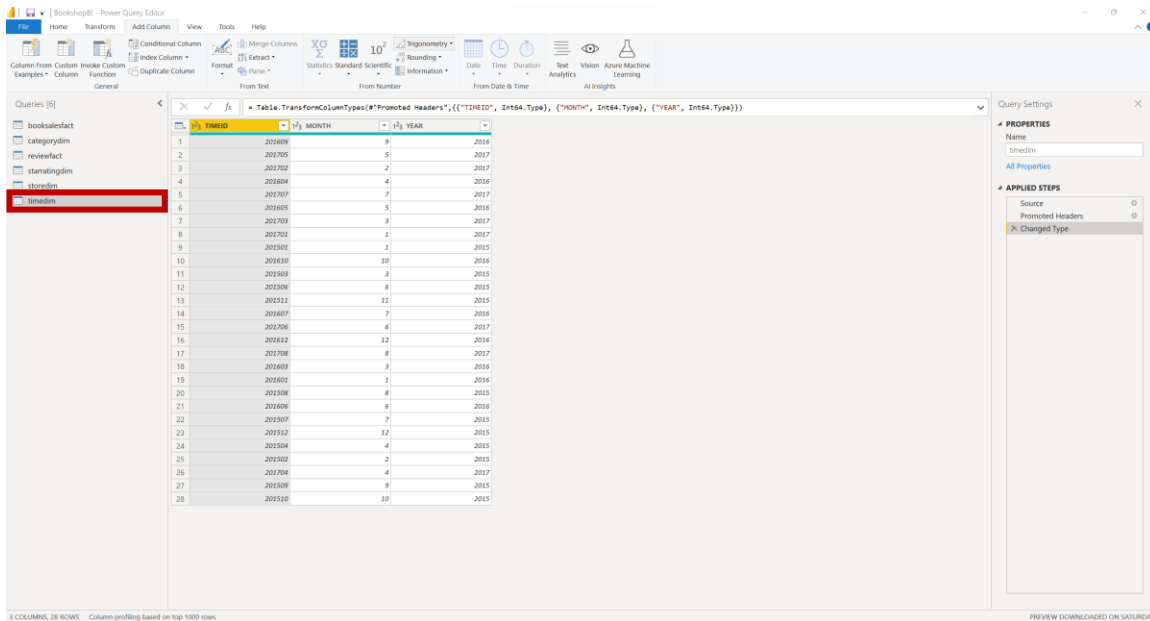 BookshopBI - Power Query Editor
File Home Transform Add Column View Tools Help
Column From Examples Custom Column Invoke Custom Function
Conditional Column
Index Column
Duplicate Column
General
ABC Format
Merge Columns
Extract
Parse
From Text
XΟ Σ Statistics Standard 10² Scientific
Trigonometry
Rounding
Information
From Number
Date Time Duration
From Date & Time
Text Analytics Vision Azure Machine Learning
AI Insights
Queries [6]
booksalesfact
categorydim
reviewfact
starratingdim
storedim
timedim
fx = Table.TransformColumnTypes(#"Promoted Headers",{{"TIMEID", Int64.Type}, {"MONTH", Int64.Type}, {"YEAR", Int64.Type}})
1²3 TIMEID 1²3 MONTH 1²3 YEAR
1 201609 9 2016
2 201705 5 2017
3 201702 2 2017
4 201604 4 2016
5 201707 7 2017
6 201605 5 2016
7 201703 3 2017
8 201701 1 2017
9 201501 1 2015
10 201610 10 2016
11 201503 3 2015
12 201506 6 2015
13 201511 11 2015
14 201607 7 2016
15 201706 6 2017
16 201612 12 2016
17 201708 8 2017
18 201603 3 2016
19 201601 1 2016
20 201508 8 2015
21 201606 6 2016
22 201507 7 2015
23 201512 12 2015
24 201504 4 2015
25 201502 2 2015
26 201704 4 2017
27 201509 9 2015
28 201510 10 2015
Query Settings
PROPERTIES
Name
timedim
All Properties
APPLIED STEPS
Source
Promoted Headers
Changed Type
3 COLUMNS, 28 ROWS Column profiling based on top 1000 rows
PREVIEW DOWNLOADED ON SATURDA